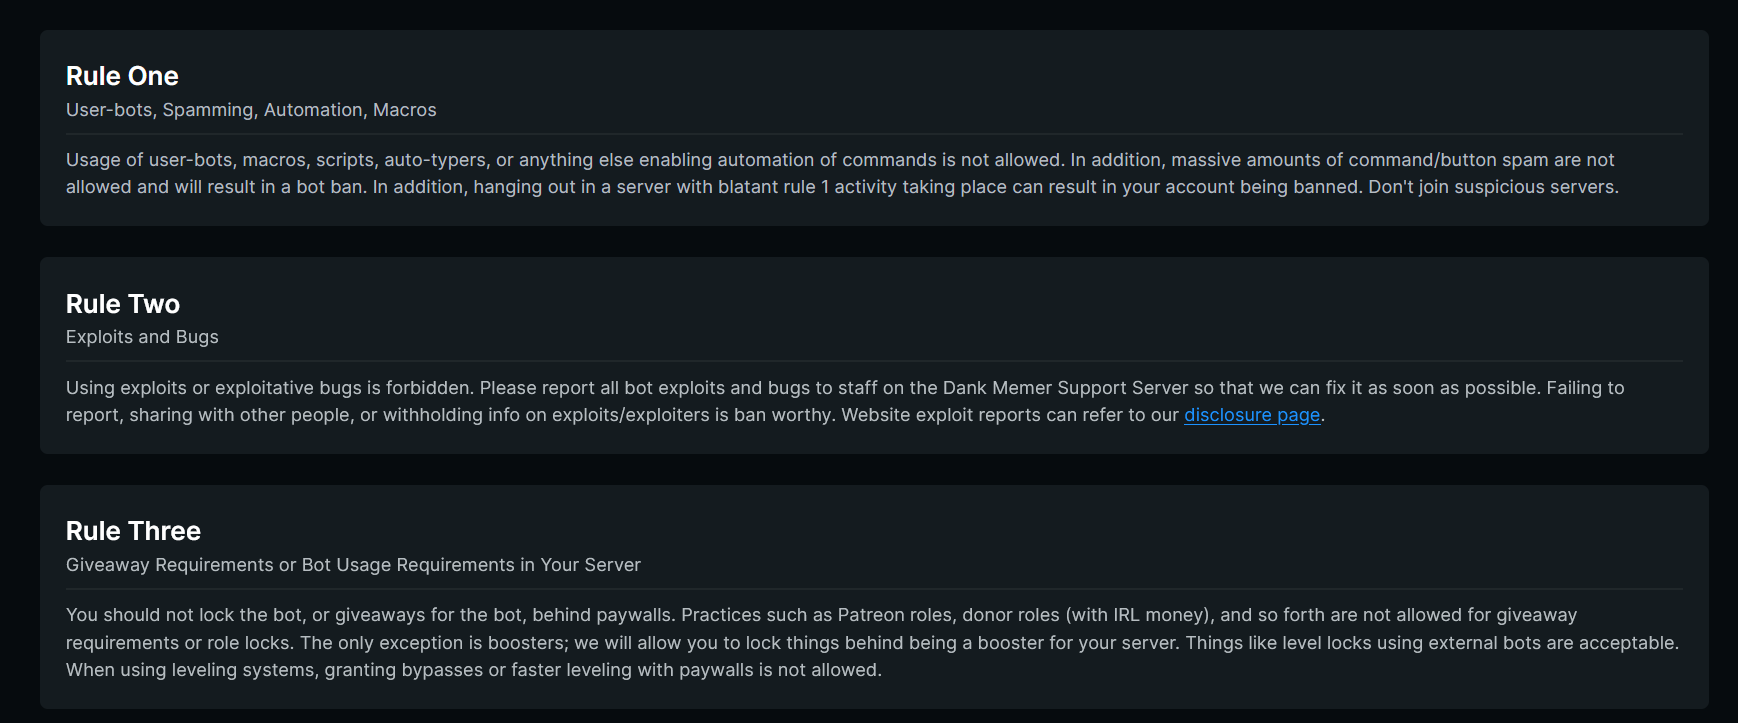 Rule One
User-bots, Spamming, Automation, Macros
Usage of user-bots, macros, scripts, auto-typers, or anything else enabling automation of commands is not allowed. In addition, massive amounts of command/button spam are not
allowed and will result in a bot ban. In addition, hanging out in a server with blatant rule 1 activity taking place can result in your account being banned. Don't join suspicious servers.
Rule Two
Exploits and Bugs
Using exploits or exploitative bugs is forbidden. Please report all bot exploits and bugs to staff on the Dank Memer Support Server so that we can fix it as soon as possible. Failing to
report, sharing with other people, or withholding info on exploits/exploiters is ban worthy. Website exploit reports can refer to our disclosure page.
Rule Three
Giveaway Requirements or Bot Usage Requirements in Your Server
You should not lock the bot, or giveaways for the bot, behind paywalls. Practices such as Patreon roles, donor roles (with IRL money), and so forth are not allowed for giveaway
requirements or role locks. The only exception is boosters; we will allow you to lock things behind being a booster for your server. Things like level locks using external bots are acceptable.
When using leveling systems, granting bypasses or faster leveling with paywalls is not allowed.